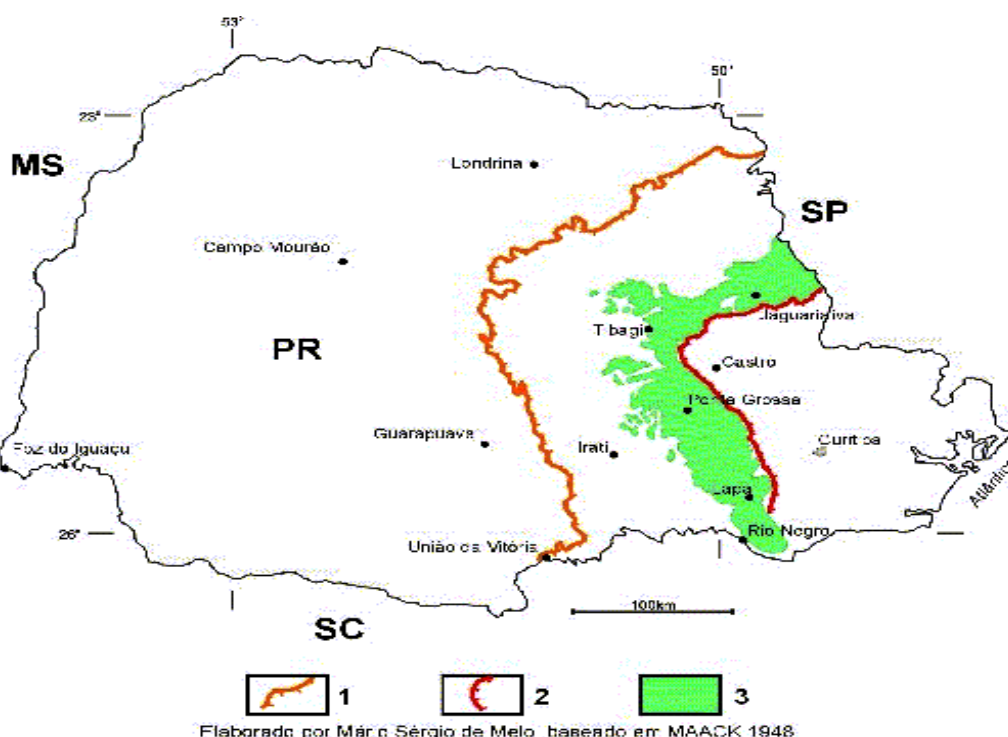 53°
50°
23°
MS
Londrina
SP
Campo Mourão
Jaguariaíva
Tibagi
PR
Castro
Ponta Grossa
Guarapuava
Curitiba
Foz do Iguaçu
Irati
Lapa
Atlântico
26°
Rio Negro
União da Vitória
100km
SC
1
2
3
Elaborado por Mário Sérgio de Melo, baseado em MAACK 1948